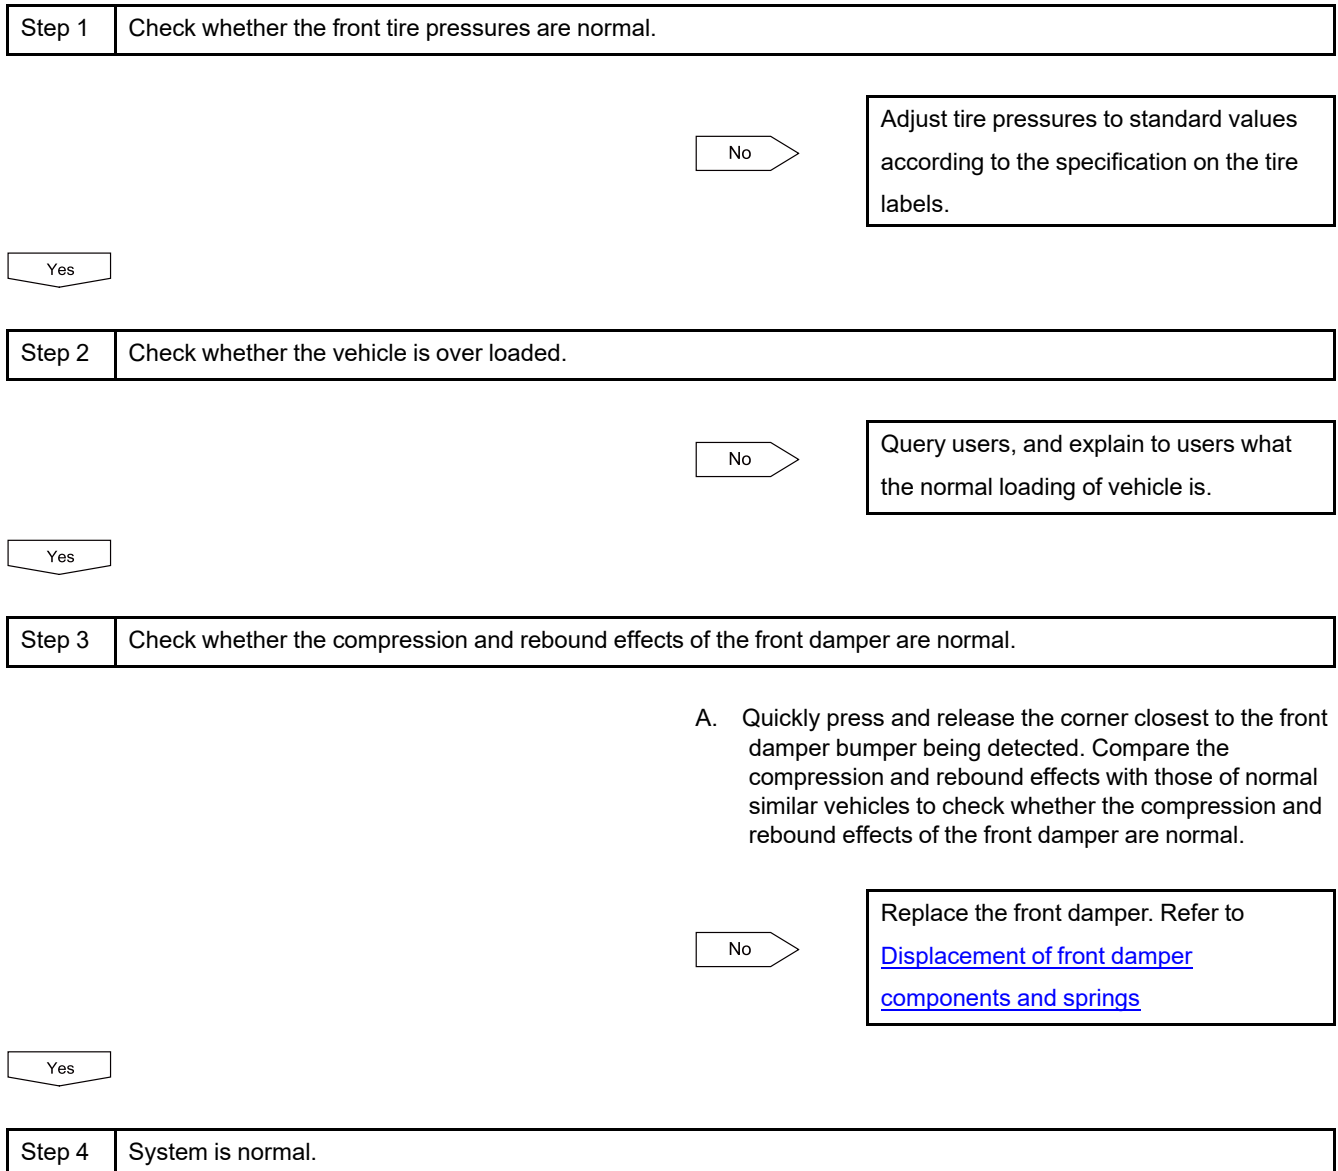 Step 1 Check whether the front tire pressures are normal.
No
Adjust tire pressures to standard values
according to the specification on the tire
labels.
Yes
Step 2 Check whether the vehicle is over loaded.
No
Query users, and explain to users what
the normal loading of vehicle is.
Yes
Step 3 Check whether the compression and rebound effects of the front damper are normal.
A. Quickly press and release the corner closest to the front
damper bumper being detected. Compare the
compression and rebound effects with those of normal
similar vehicles to check whether the compression and
rebound effects of the front damper are normal.
No
Replace the front damper. Refer to
Displacement of front damper
components and springs
Yes
Step 4 System is normal.